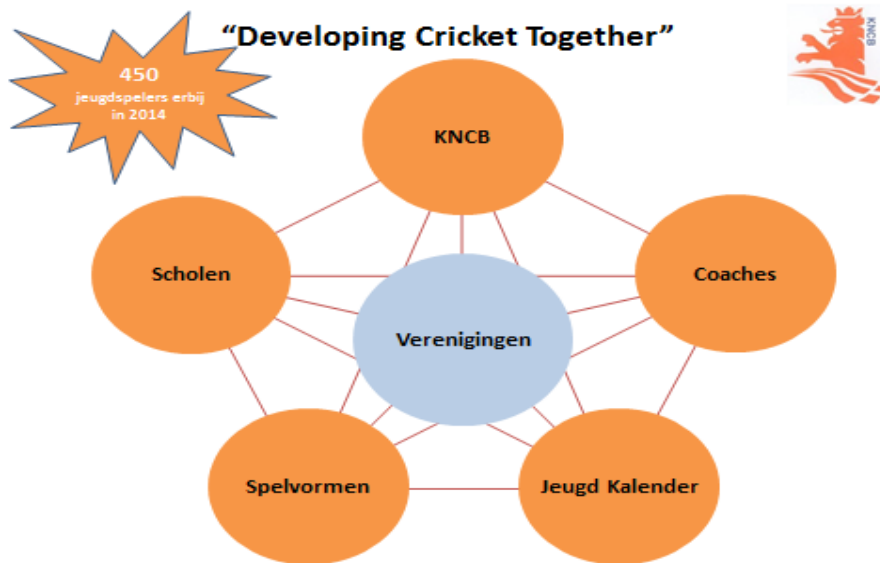 “Developing Cricket Together”
450
jeugdspelers erbij
in 2014
KNCB
KNCB
Scholen
Coaches
Verenigingen
Spelvormen
Jeugd Kalender